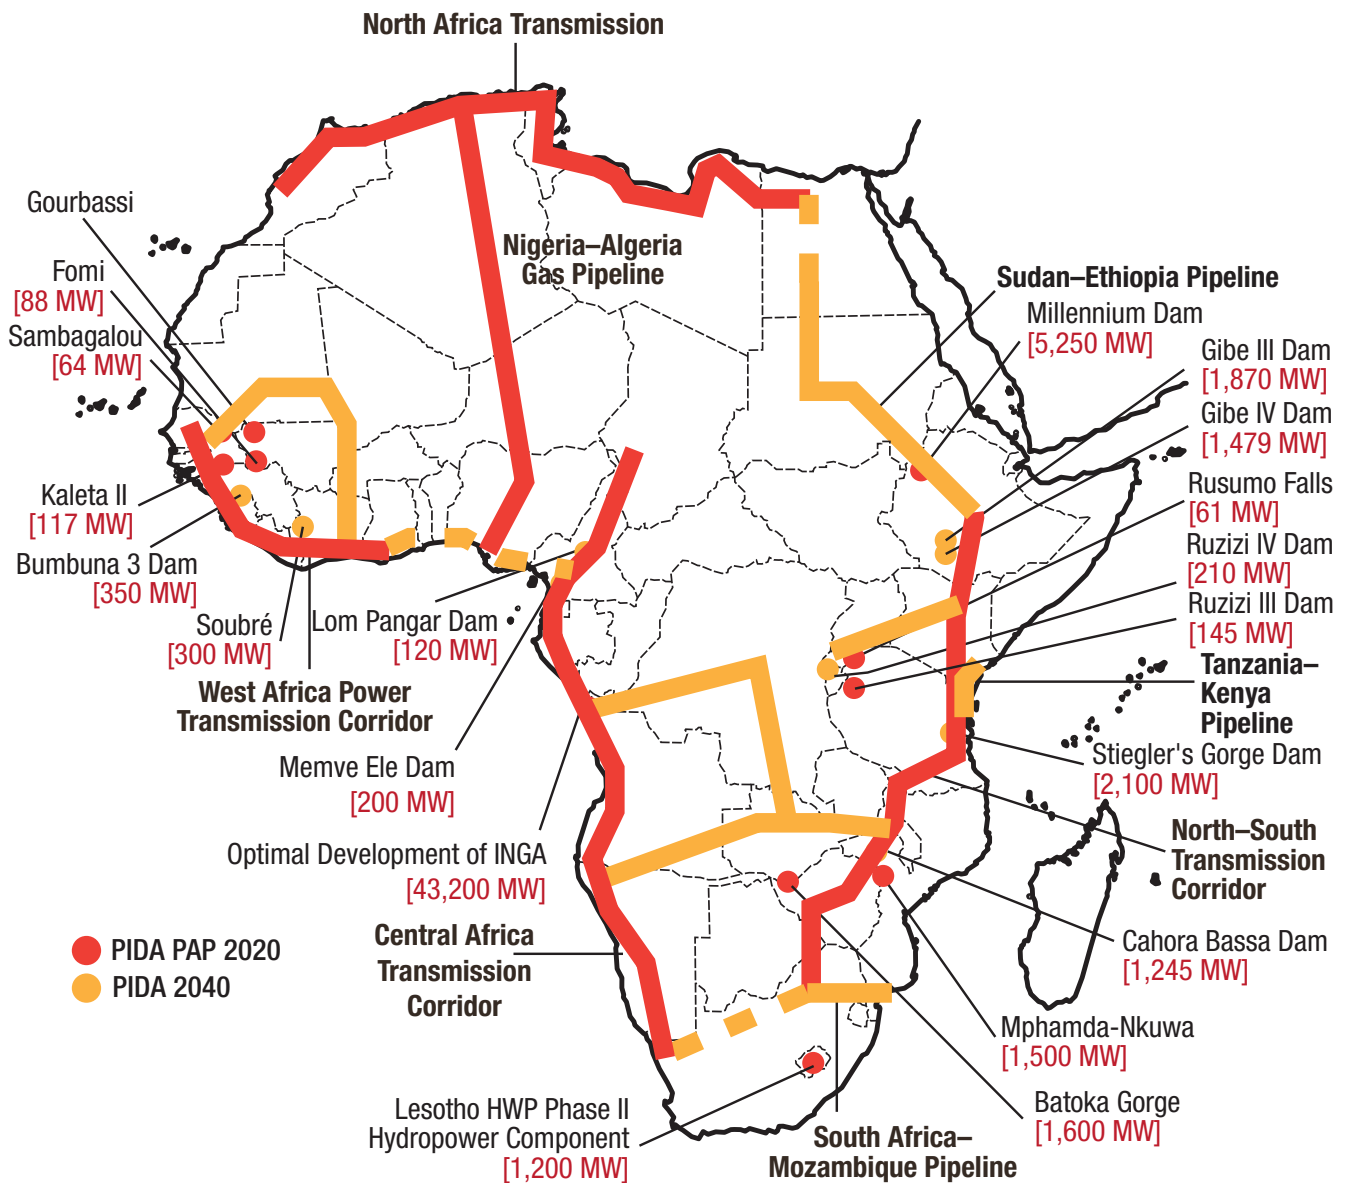 North Africa Transmission
Gourbassi
Fomi
[88 MW]
Sambagalou
[64 MW]
Nigeria–Algeria
Gas Pipeline
Sudan–Ethiopia Pipeline
Millennium Dam
[5,250 MW]
Gibe III Dam
[1,870 MW]
Gibe IV Dam
[1,479 MW]
Rusumo Falls
[61 MW]
Ruzizi IV Dam
[210 MW]
Ruzizi III Dam
[145 MW]
Tanzania–
Kenya
Pipeline
Stiegler's Gorge Dam
[2,100 MW]
North–South
Transmission
Corridor
Cahora Bassa Dam
[1,245 MW]
Mphamda-Nkuwa
[1,500 MW]
Batoka Gorge
[1,600 MW]
South Africa–
Mozambique Pipeline
Kaleta II
[117 MW]
Bumbuna 3 Dam
[350 MW]
Soubré
[300 MW]
Lom Pangar Dam
[120 MW]
West Africa Power
Transmission Corridor
Memve Ele Dam
[200 MW]
Optimal Development of INGA
[43,200 MW]
Central Africa
Transmission
Corridor
PIDA PAP 2020
PIDA 2040
Lesotho HWP Phase II
Hydropower Component
[1,200 MW]